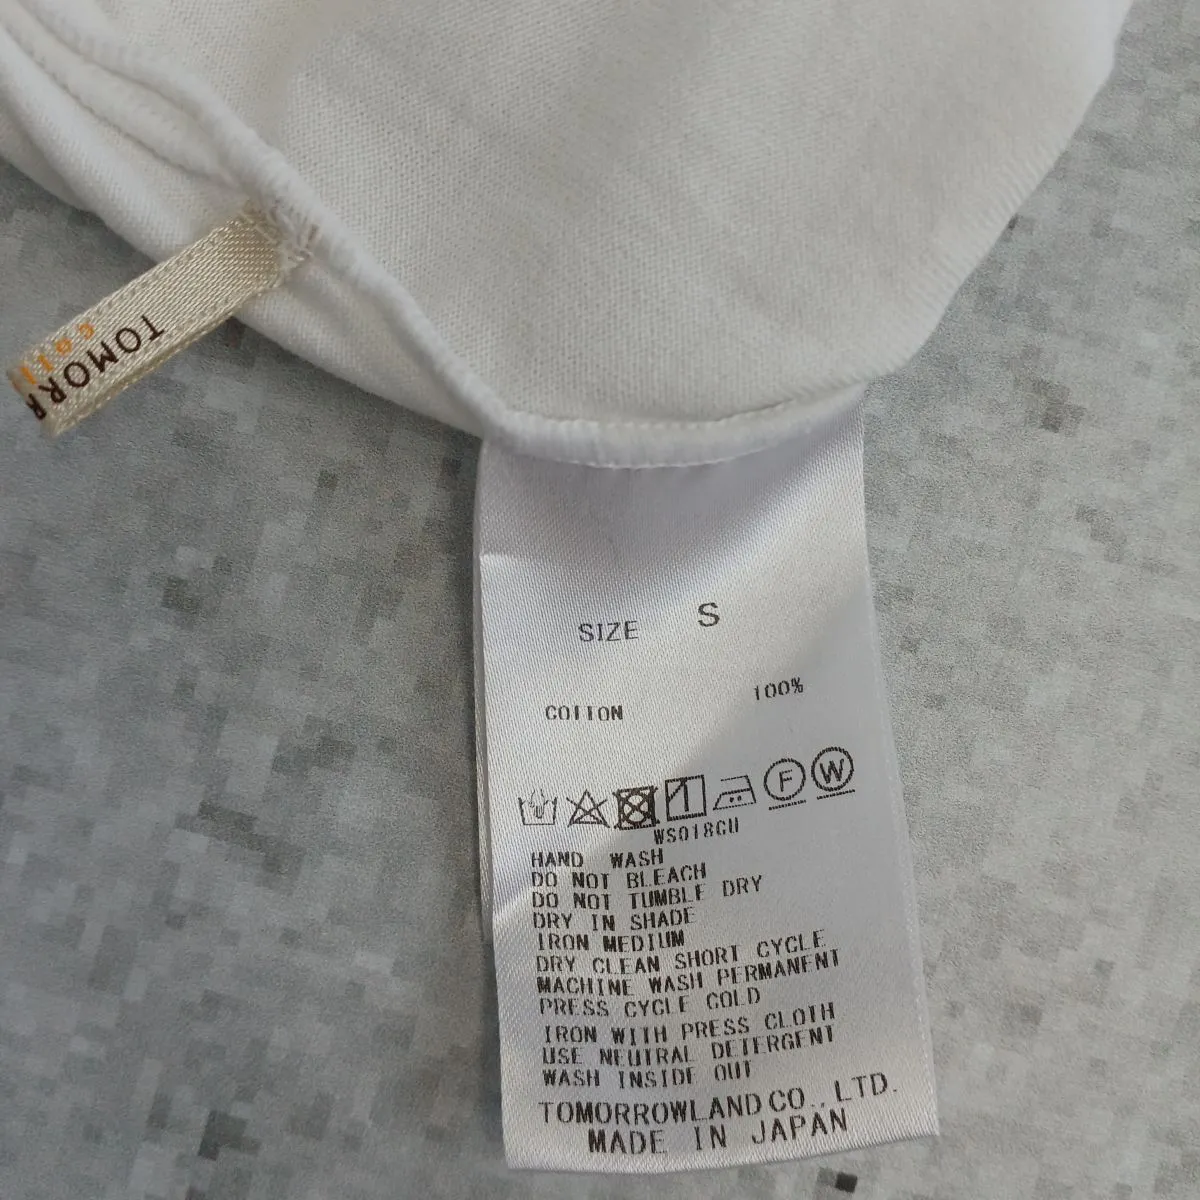 TOMORR
coll
SIZE S
COTTON 100%
F W
WS018GU
HAND WASH
DO NOT BLEACH
DO NOT TUMBLE DRY
DRY IN SHADE
IRON MEDIUM
DRY CLEAN SHORT CYCLE
MACHINE WASH PERMANENT
PRESS CYCLE COLD
IRON WITH PRESS CLOTH
USE NEUTRAL DETERGENT
WASH INSIDE OUT
TOMORROWLAND CO., LTD.
MADE IN JAPAN